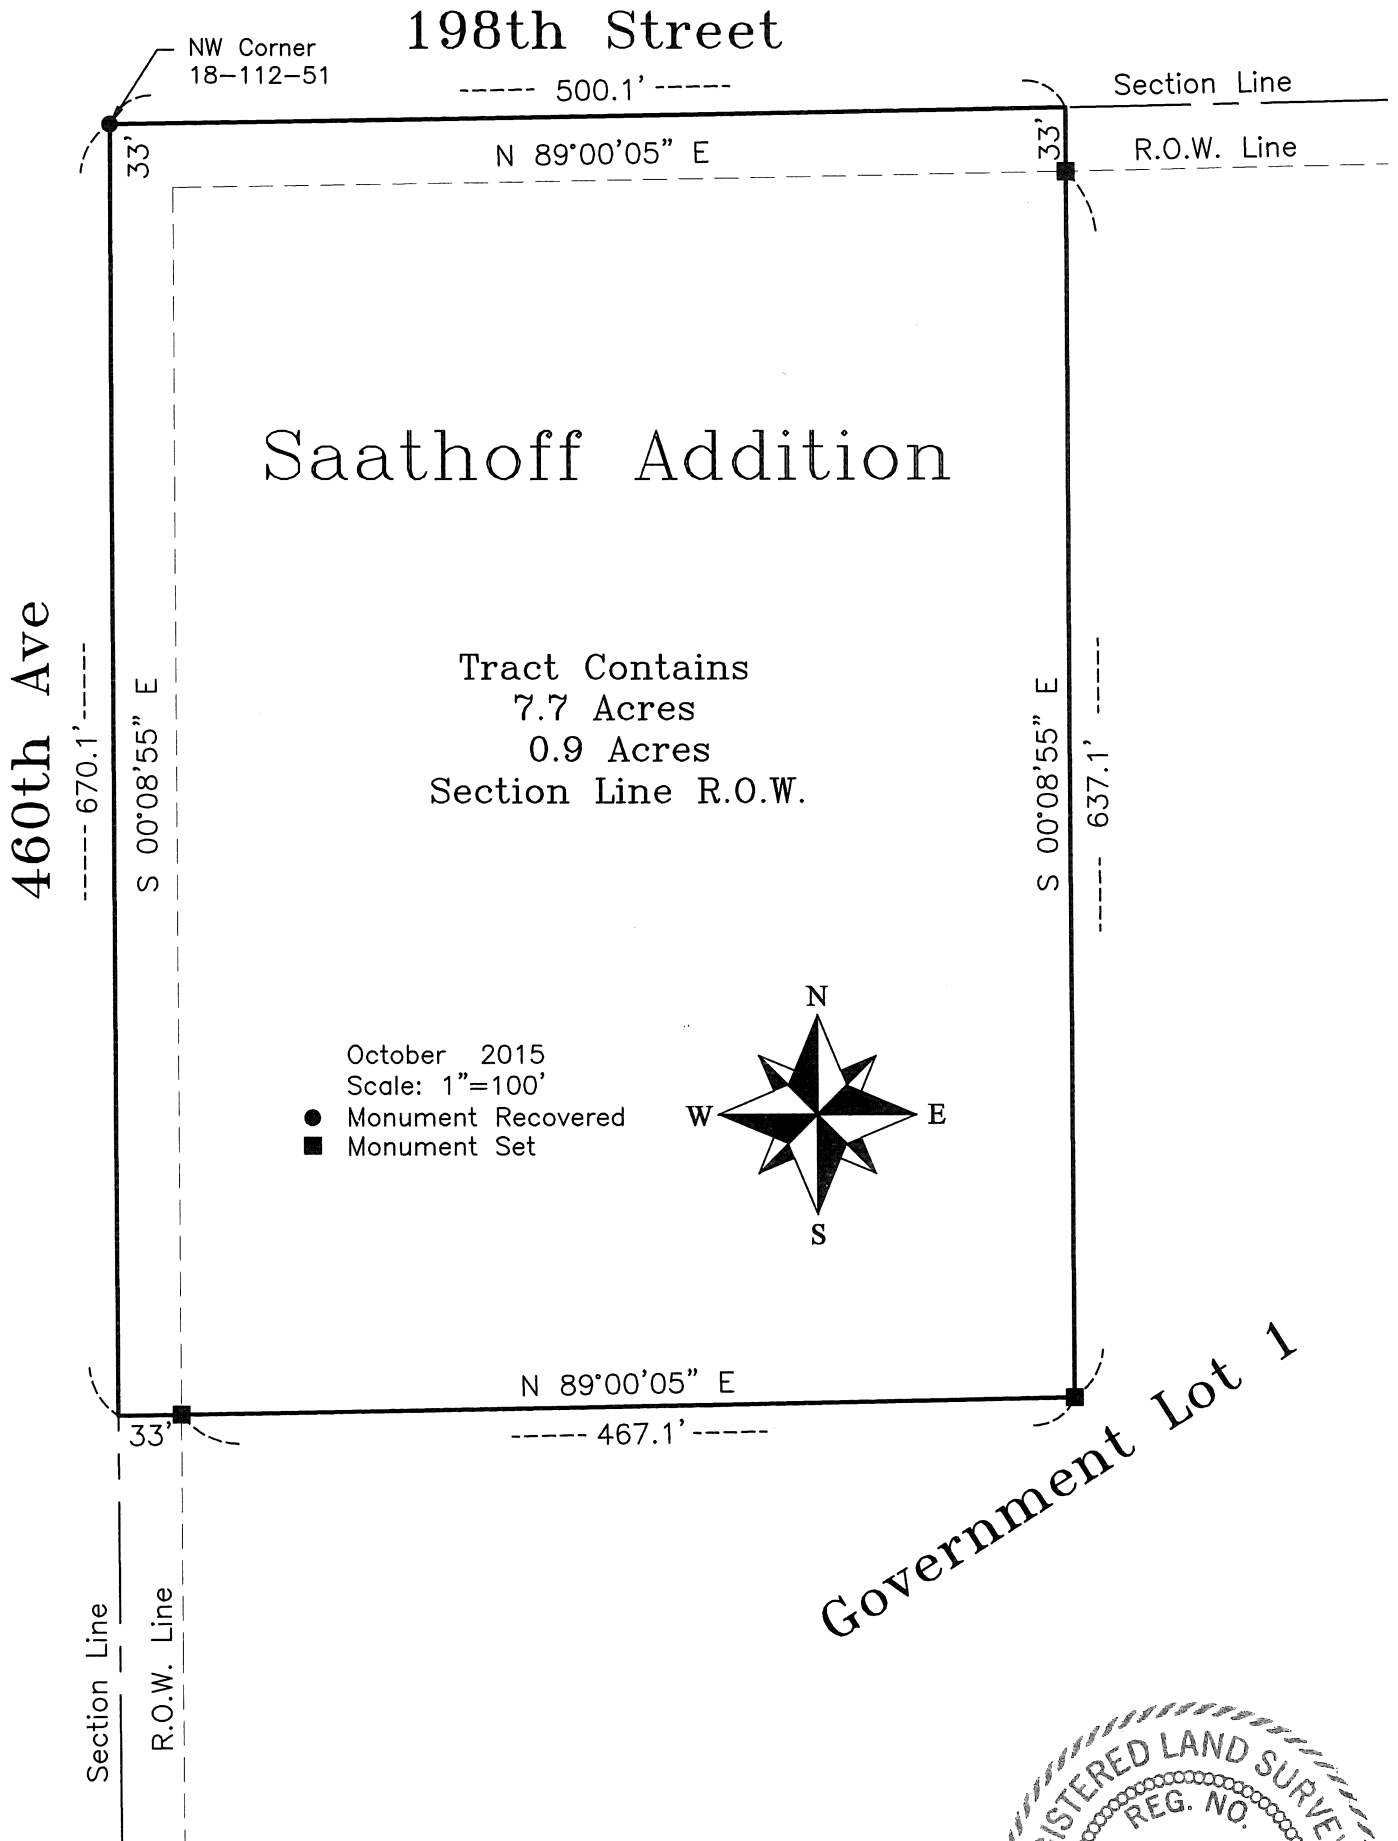 198th Street
NW Corner
18-112-51
----- 500.1' -----
Section Line
33'
N 89°00'05" E
33'
R.O.W. Line
Saathoff Addition
460th Ave
----- 670.1' -----
S 00°08'55" E
Tract Contains
7.7 Acres
0.9 Acres
Section Line R.O.W.
S 00°08'55" E
----- 637.1' -----
N
W
E
S
October 2015
Scale: 1"=100'
Monument Recovered
Monument Set
N 89°00'05" E
33'
----- 467.1' -----
Government Lot 1
Section Line
R.O.W. Line
ISTERED LAND SURVE
REG. NO.